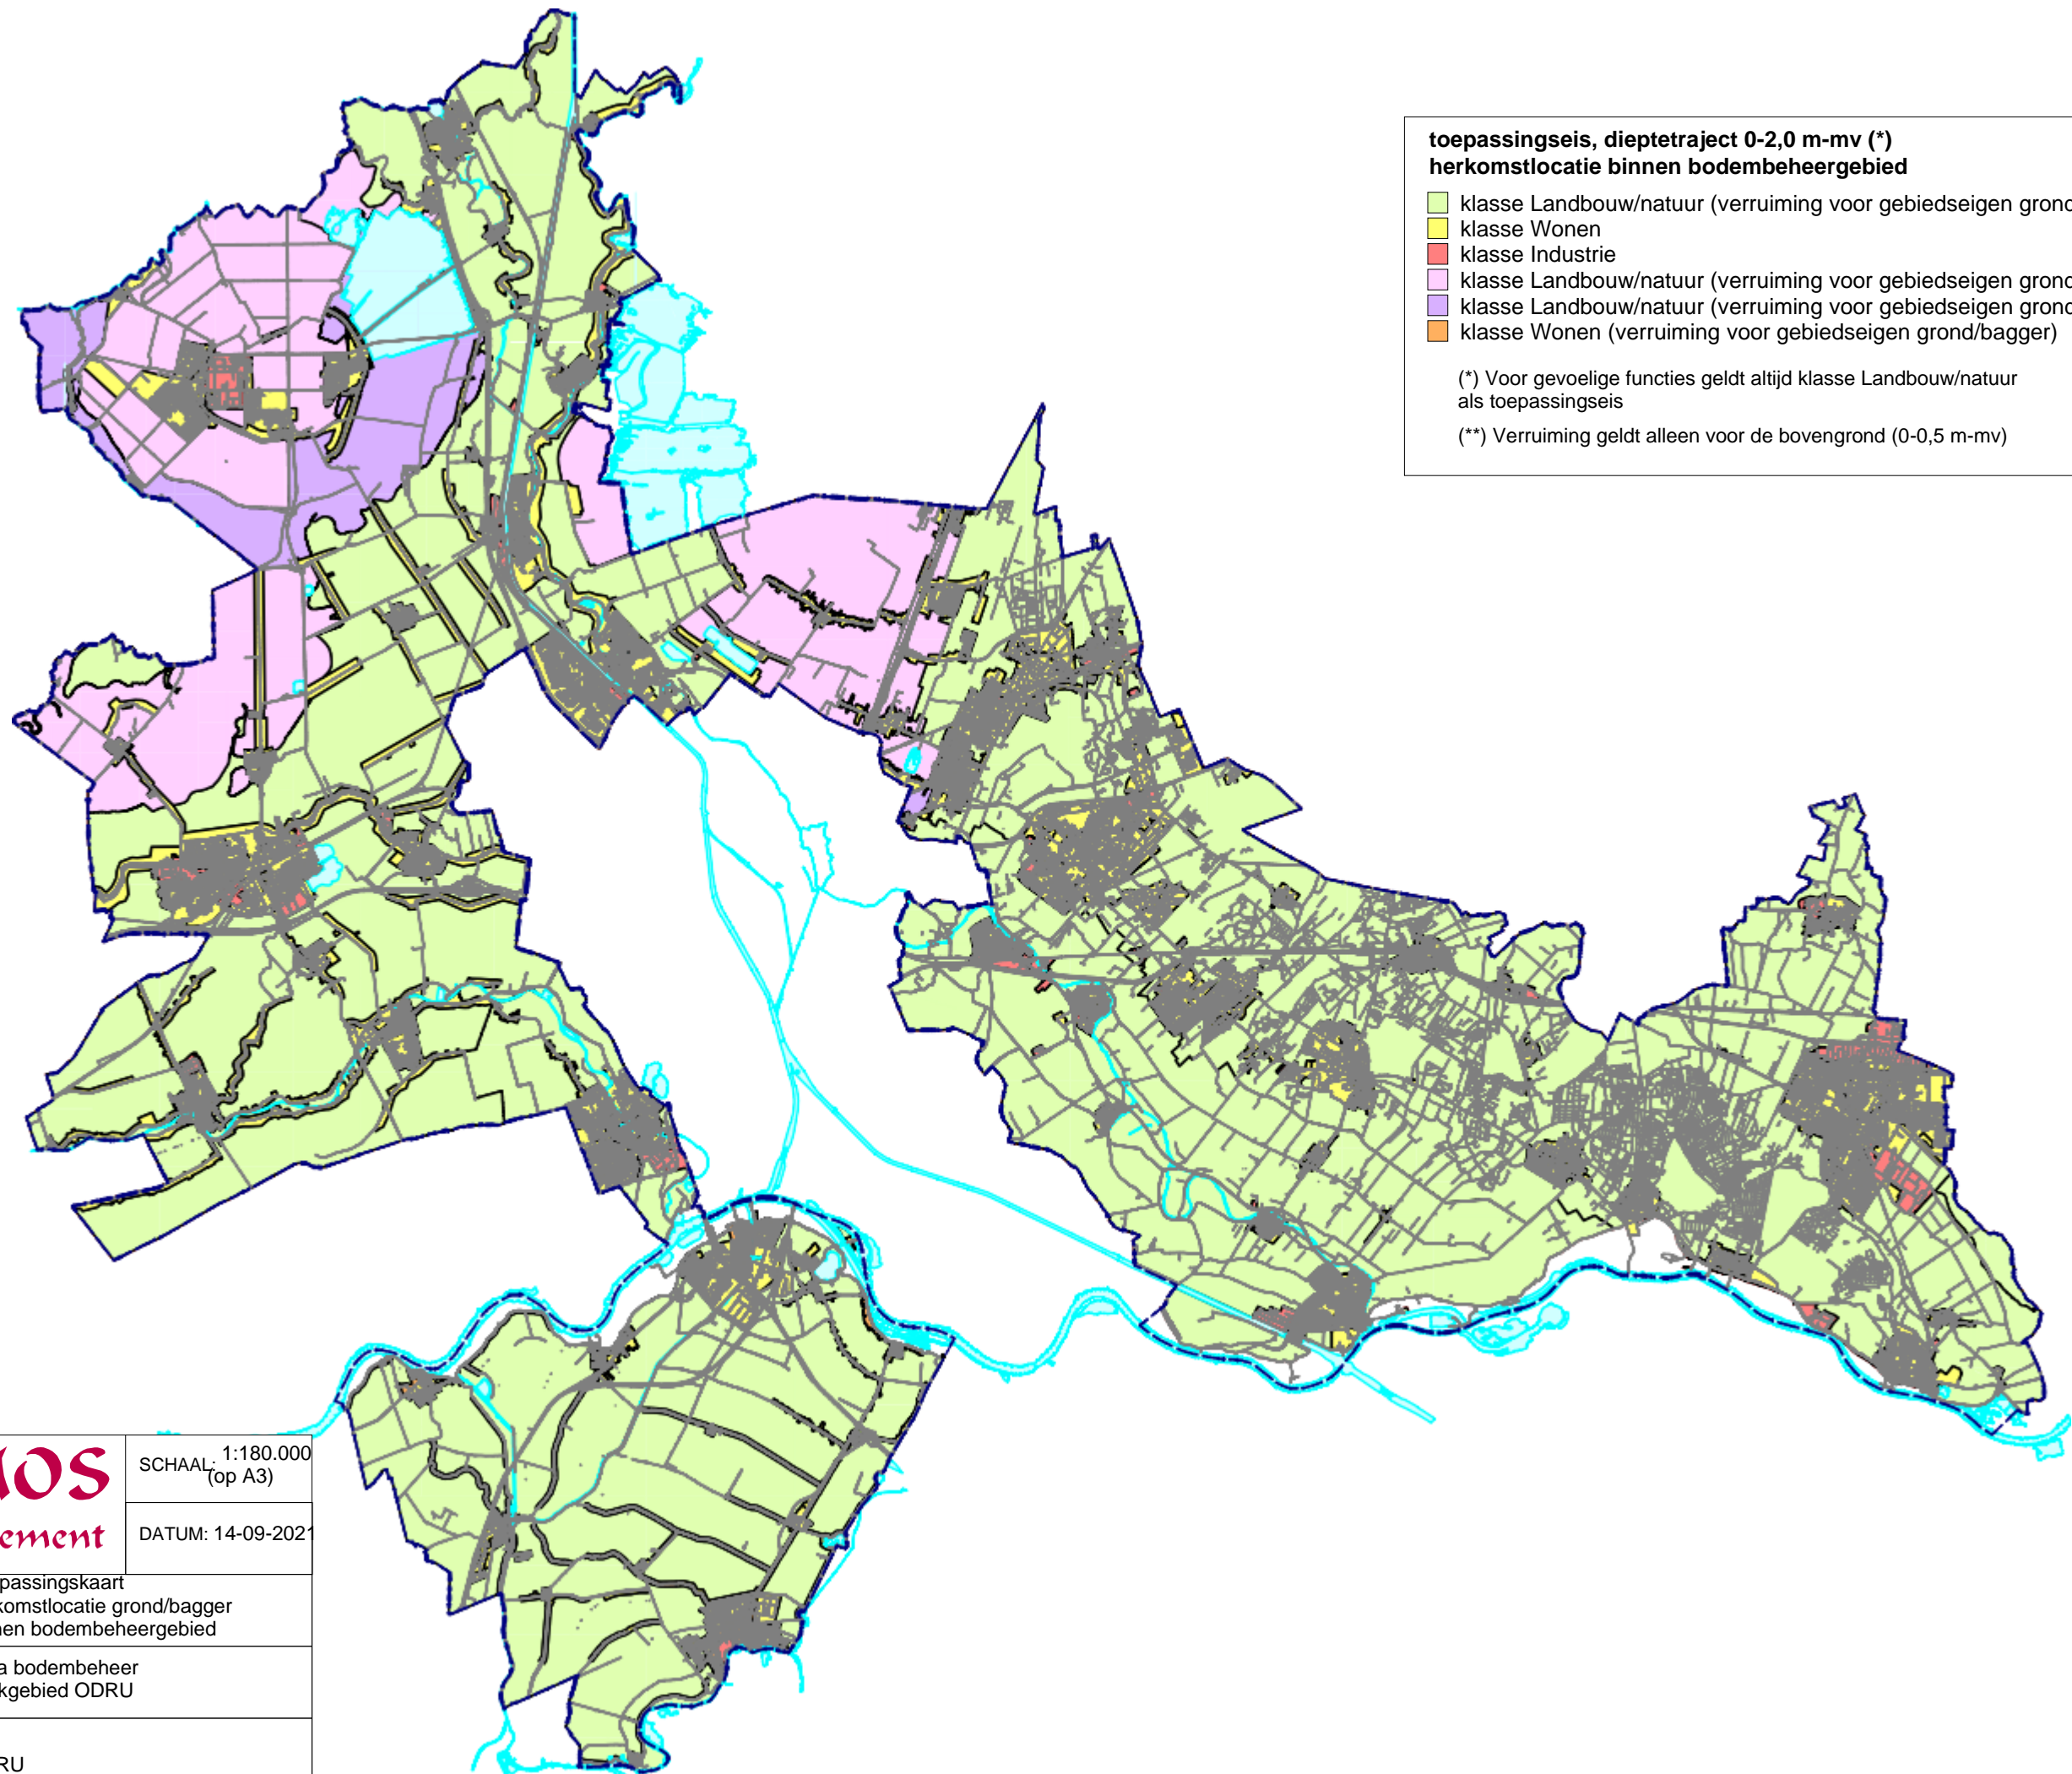 toepassingseis, dieptetraject 0-2,0 m-mv (*)
herkomstlocatie binnen bodembeheergebied
klasse Landbouw/natuur (verruiming voor gebiedseigen grond
klasse Wonen
klasse Industrie
klasse Landbouw/natuur (verruiming voor gebiedseigen grond
klasse Landbouw/natuur (verruiming voor gebiedseigen grond
klasse Wonen (verruiming voor gebiedseigen grond/bagger)
(*) Voor gevoelige functies geldt altijd klasse Landbouw/natuur
als toepassingseis
(**) Verruiming geldt alleen voor de bovengrond (0-0,5 m-mv)
os
ement
SCHAAL: 1:180.000
(op A3)
DATUM: 14-09-2021
passingskaart
komstlocatie grond/bagger
nen bodembeheergebied
a bodembeheer
kgebied ODRU
RU